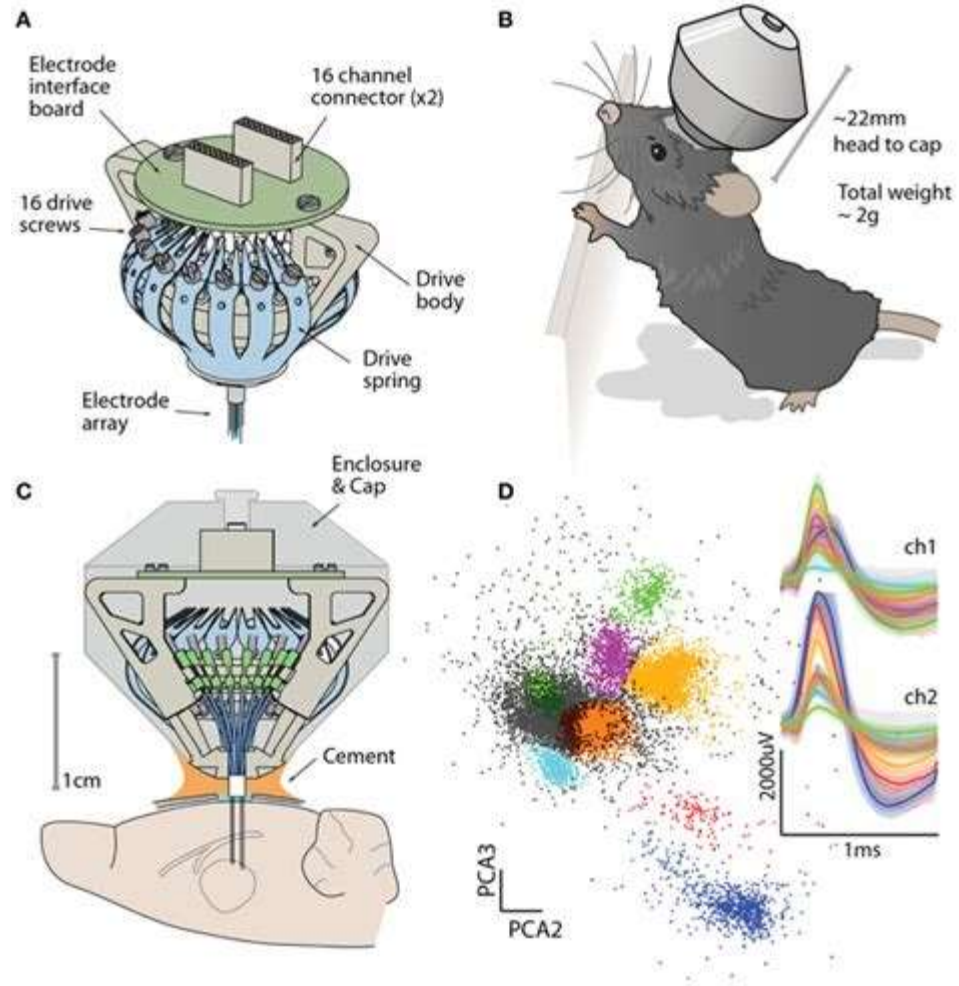 A
Electrode
interface
board
16 channel
connector (x2)
16 drive
screws
Drive
body
Drive
spring
Electrode
array
B
~22mm
head to cap
Total weight
~ 2g
C
Enclosure
& Cap
Cement
1cm
D
ch1
ch2
2000uV
1ms
PCA3
PCA2